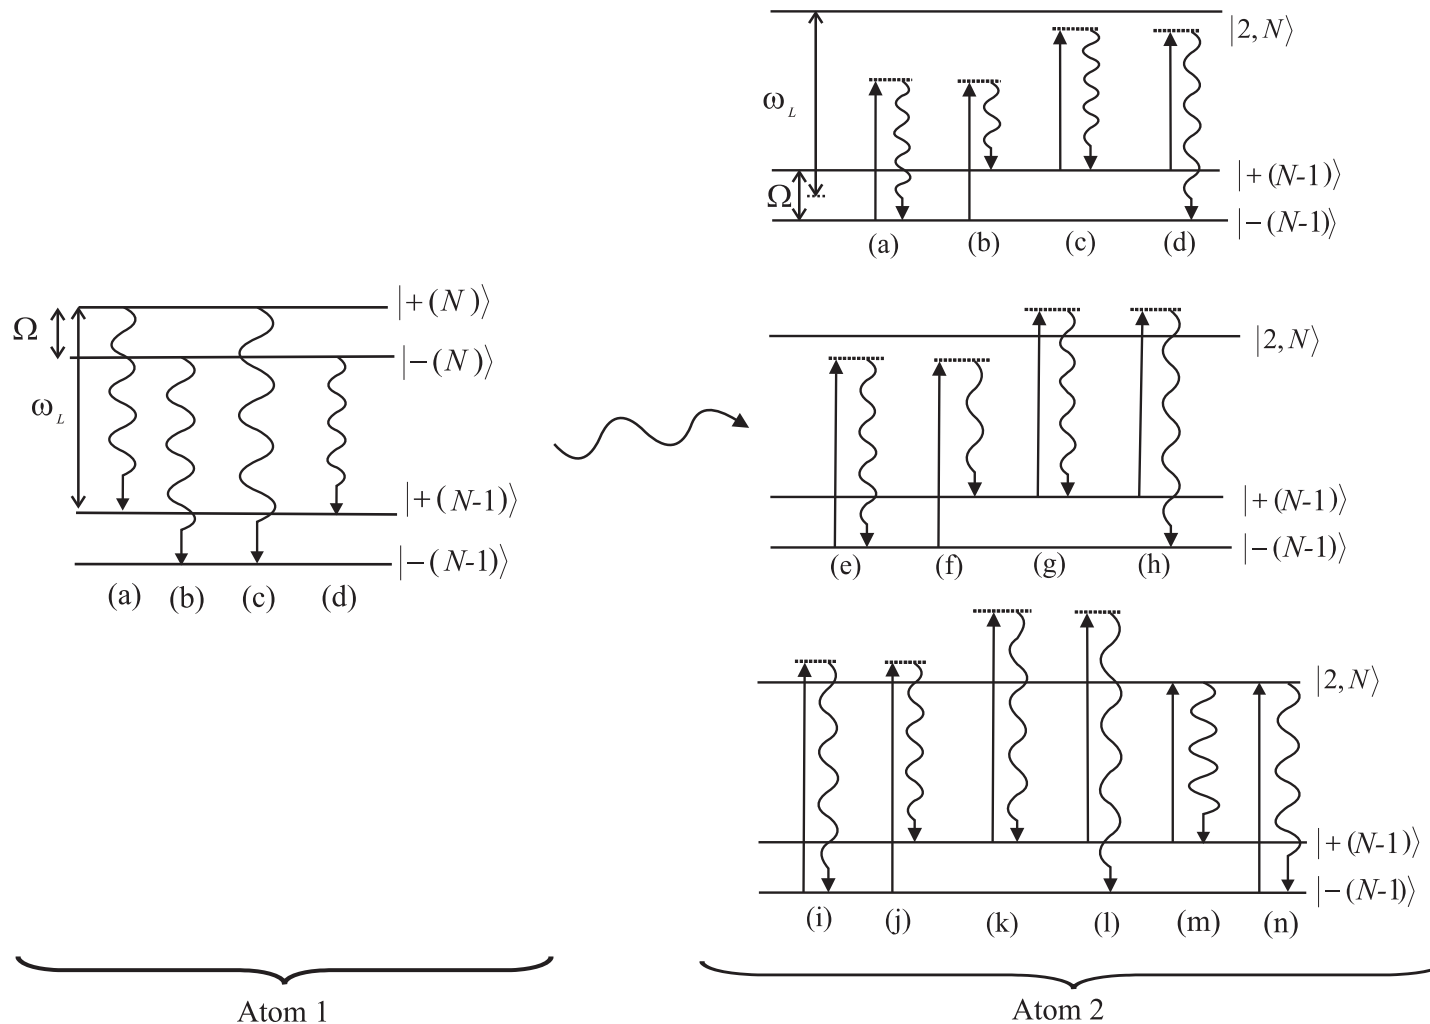 |+(N)⟩
Ω
|−(N)⟩
ω_L
|+(N-1)⟩
|−(N-1)⟩
(a) (b) (c) (d)
Atom 1
|2,N⟩
ω_L
|+(N-1)⟩
Ω
|−(N-1)⟩
(a) (b) (c) (d)
|2,N⟩
|+(N-1)⟩
|−(N-1)⟩
(e) (f) (g) (h)
|2,N⟩
|+(N-1)⟩
|−(N-1)⟩
(i) (j) (k) (l) (m) (n)
Atom 2